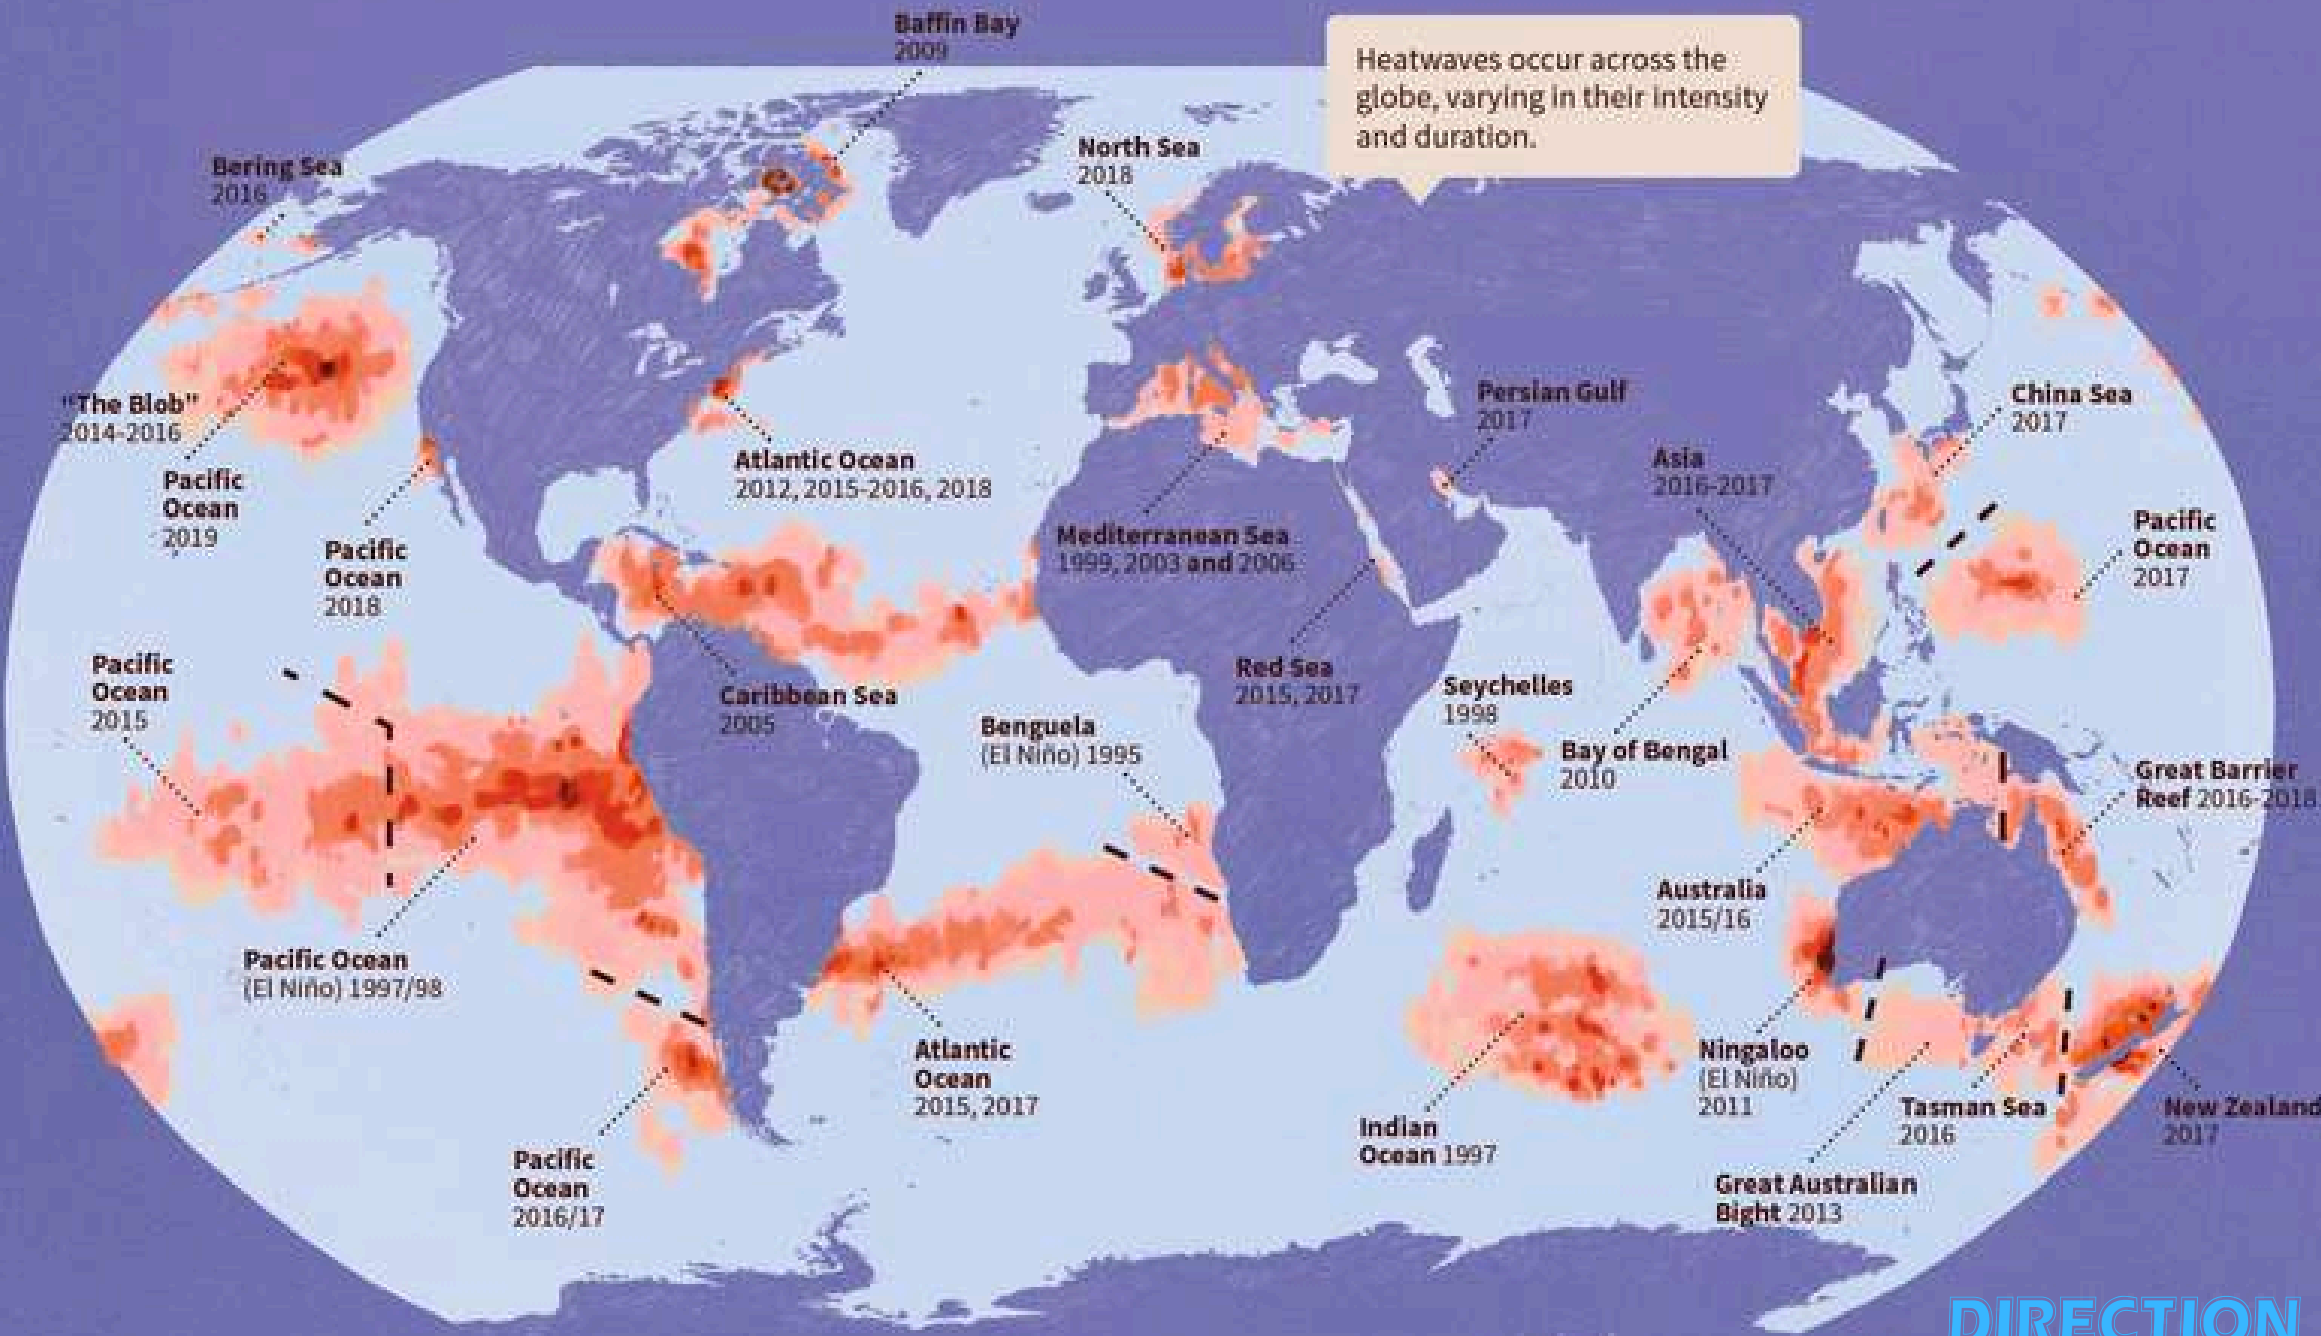 Baffin Bay
2009
Heatwaves occur across the
globe, varying in their intensity
and duration.
North Sea
2018
Bering Sea
2016
"The Blob"
2014-2016
Pacific
Ocean
2019
Pacific
Ocean
2018
Atlantic Ocean
2012, 2015-2016, 2018
Persian Gulf
2017
China Sea
2017
Asia
2016-2017
Mediterranean Sea
1999, 2003 and 2006
Pacific
Ocean
2017
Pacific
Ocean
2015
Caribbean Sea
2005
Red Sea
2015, 2017
Seychelles
1998
Benguela
(El Niño) 1995
Bay of Bengal
2010
Great Barrier
Reef 2016-2018
Australia
2015/16
Pacific Ocean
(El Niño) 1997/98
Atlantic
Ocean
2015, 2017
Ningaloo
(El Niño)
2011
Tasman Sea
2016
New Zealand
2017
Indian
Ocean 1997
Pacific
Ocean
2016/17
Great Australian
Bight 2013
DIRECTION